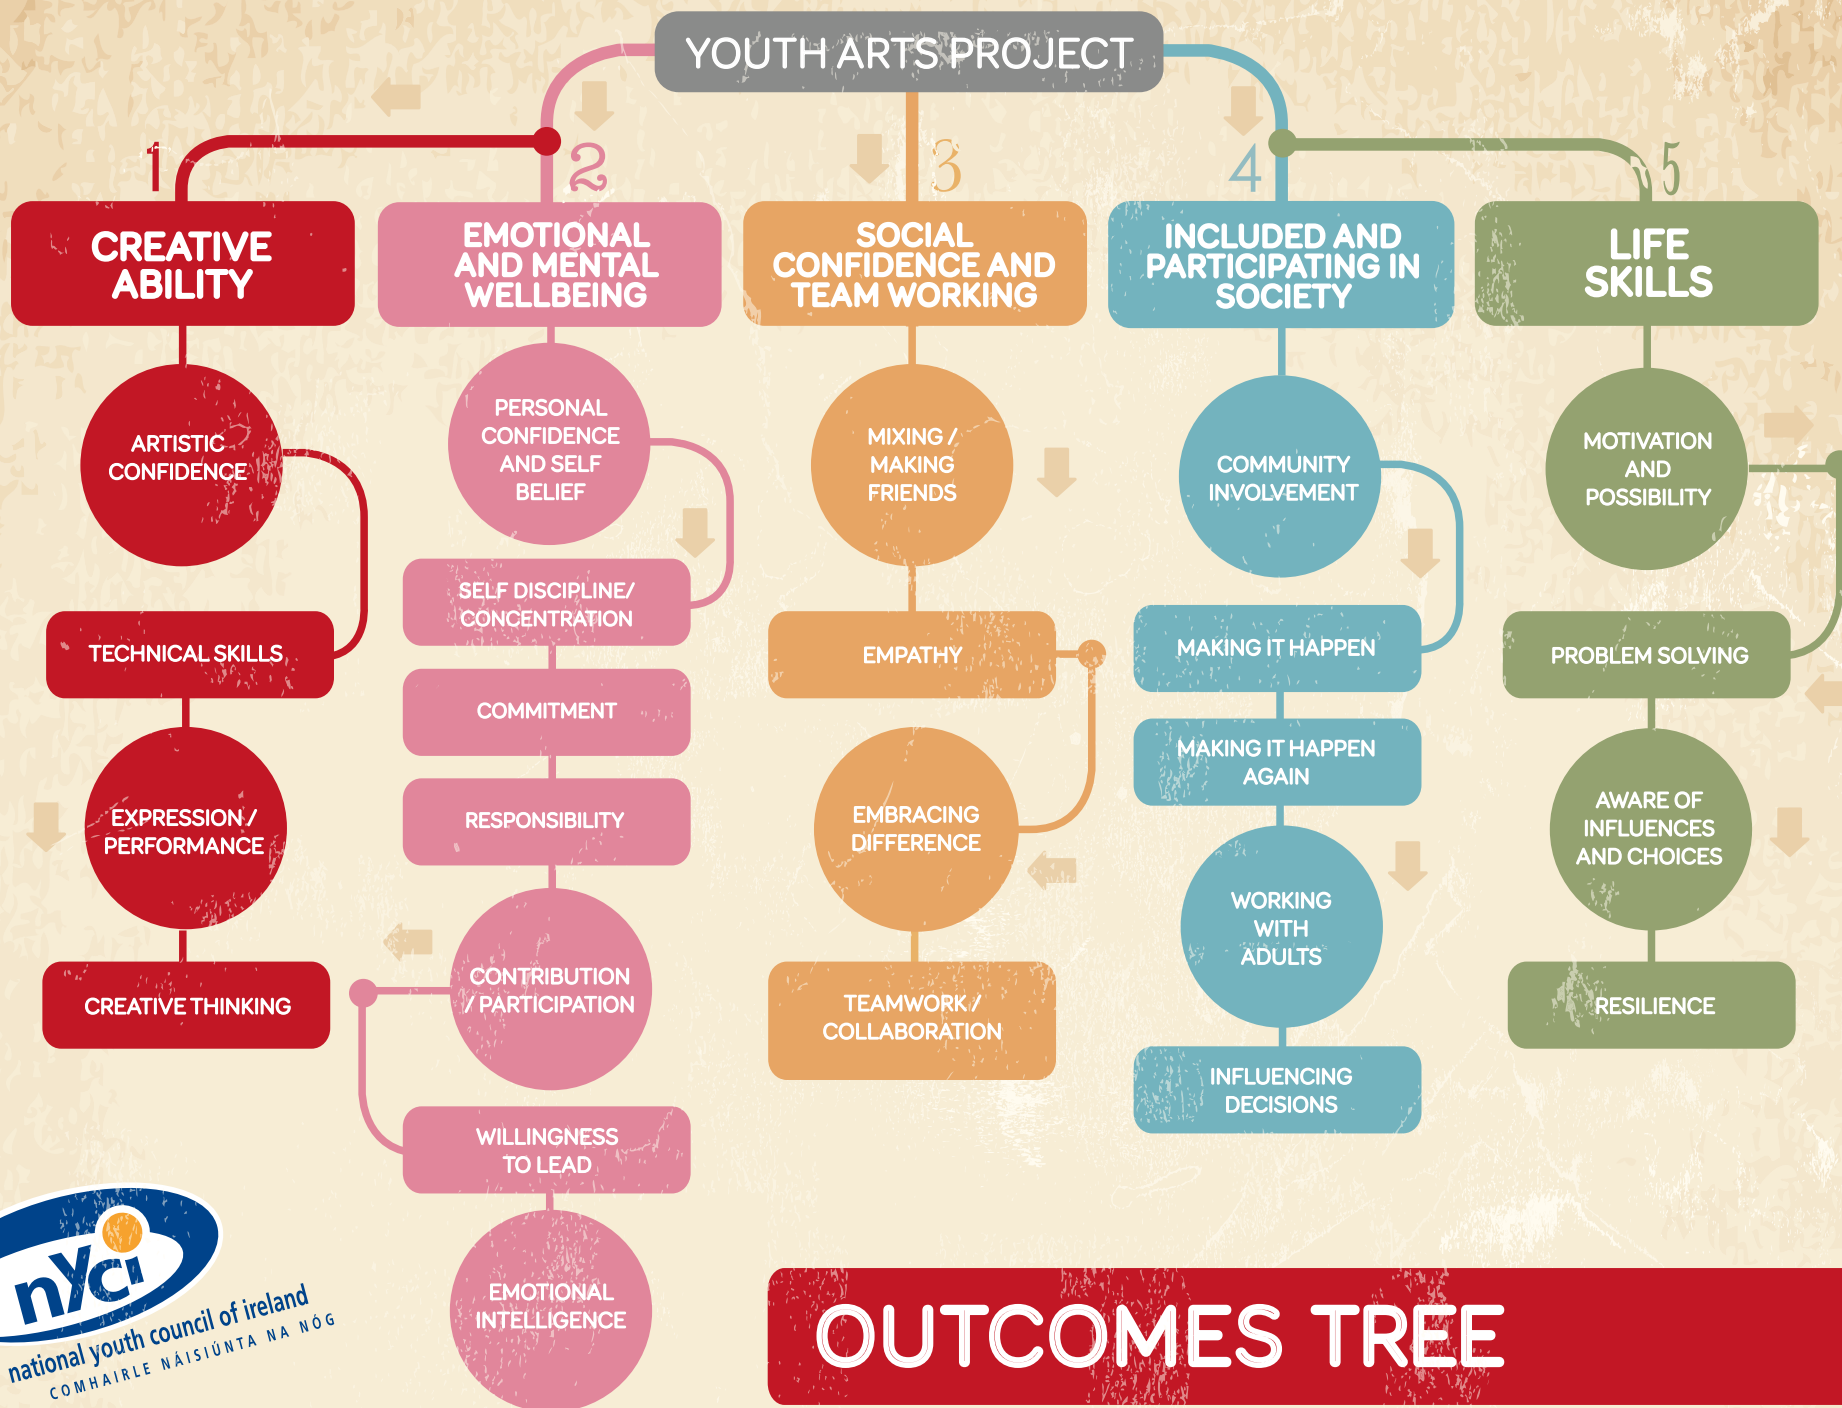 YOUTH ARTS PROJECT
1
2
3
4
5
CREATIVE
ABILITY
ARTISTIC
CONFIDENCE
TECHNICAL SKILLS
EXPRESSION /
PERFORMANCE
CREATIVE THINKING
EMOTIONAL
AND MENTAL
WELLBEING
PERSONAL
CONFIDENCE
AND SELF
BELIEF
SELF DISCIPLINE/
CONCENTRATION
COMMITMENT
RESPONSIBILITY
CONTRIBUTION
/ PARTICIPATION
WILLINGNESS
TO LEAD
EMOTIONAL
INTELLIGENCE
SOCIAL
CONFIDENCE AND
TEAM WORKING
MIXING /
MAKING
FRIENDS
EMPATHY
EMBRACING
DIFFERENCE
TEAMWORK /
COLLABORATION
INCLUDED AND
PARTICIPATING IN
SOCIETY
COMMUNITY
INVOLVEMENT
MAKING IT HAPPEN
MAKING IT HAPPEN
AGAIN
WORKING
WITH
ADULTS
INFLUENCING
DECISIONS
LIFE
SKILLS
MOTIVATION
AND
POSSIBILITY
PROBLEM SOLVING
AWARE OF
INFLUENCES
AND CHOICES
RESILIENCE
nyci
national youth council of ireland
COMHAIRLE NÁISIÚNTA NA NÓG
OUTCOMES TREE